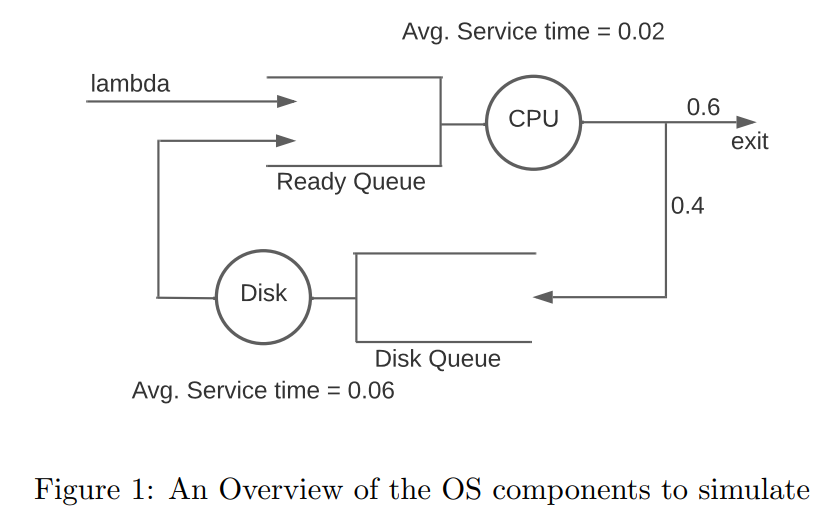 Avg. Service time = 0.02
lambda
CPU
0.6
exit
Ready Queue
0.4
Disk
Disk Queue
Avg. Service time = 0.06
Figure 1: An Overview of the OS components to simulate